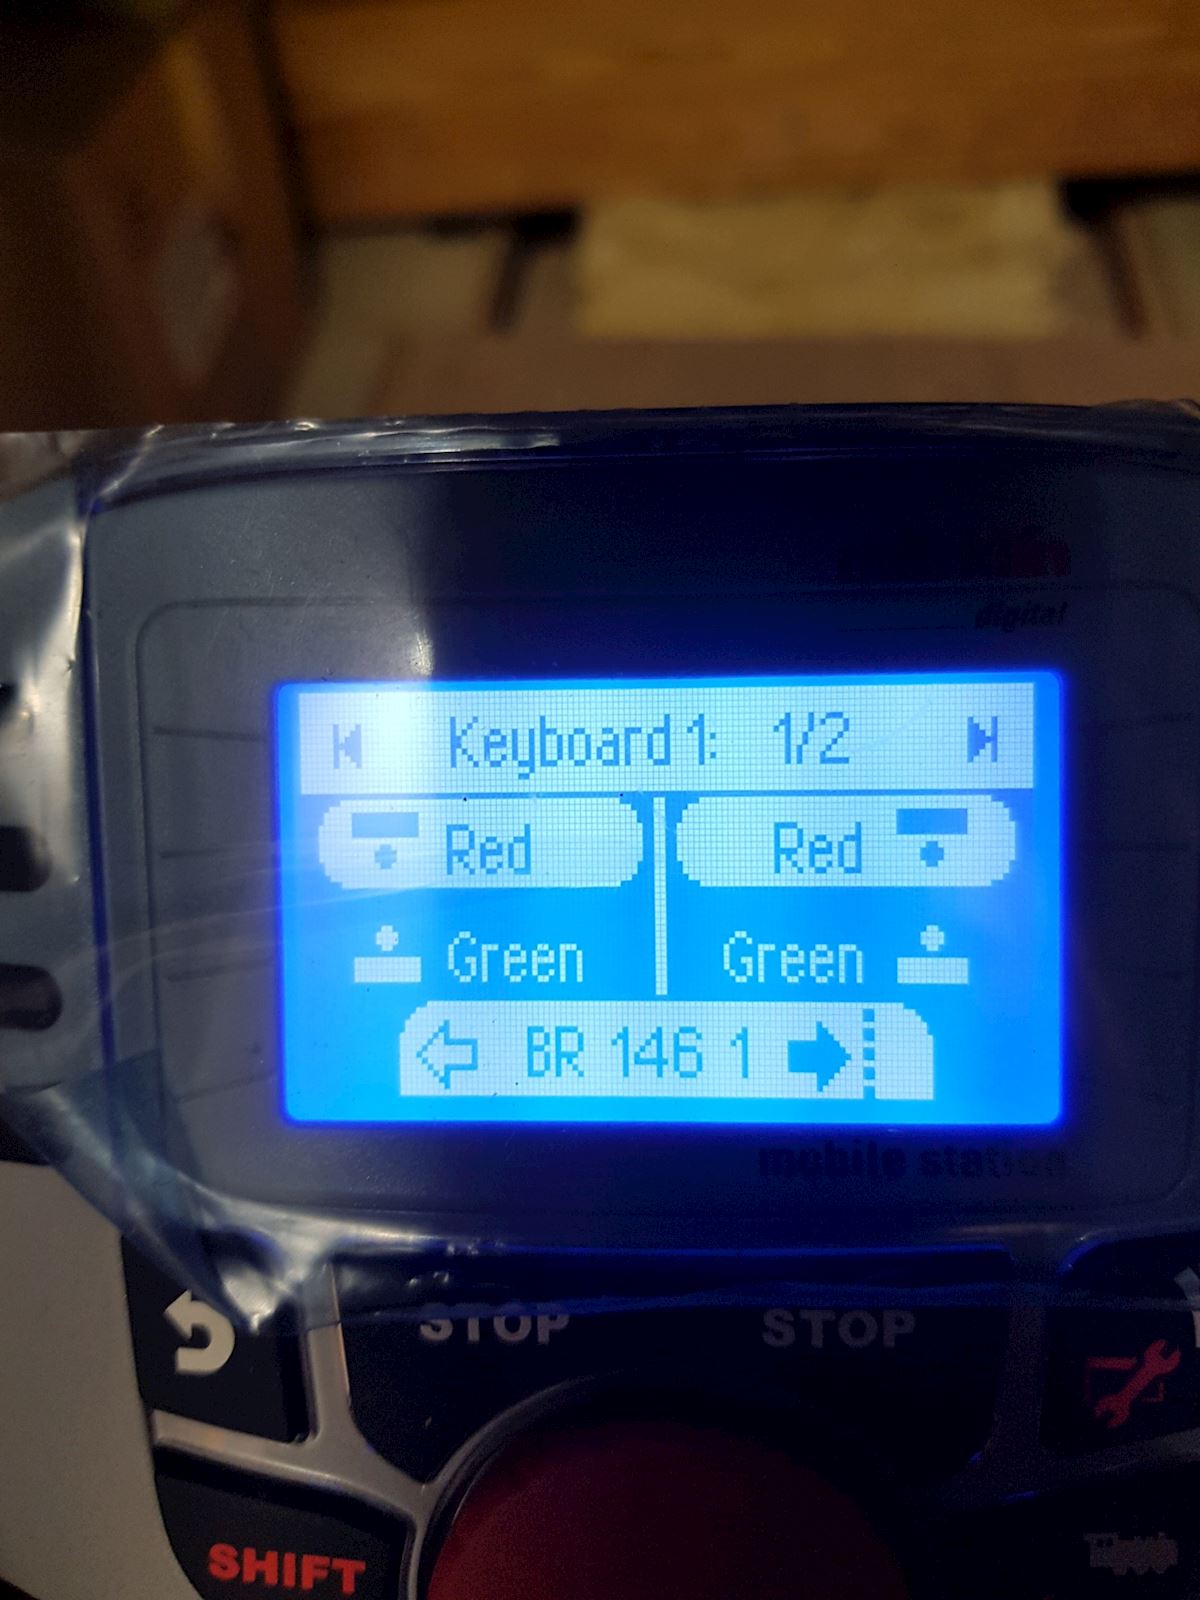 digital
Keyboard 1: 1/2
Red Red
Green Green
BR 146 1
mobile station
STOP STOP
SHIFT